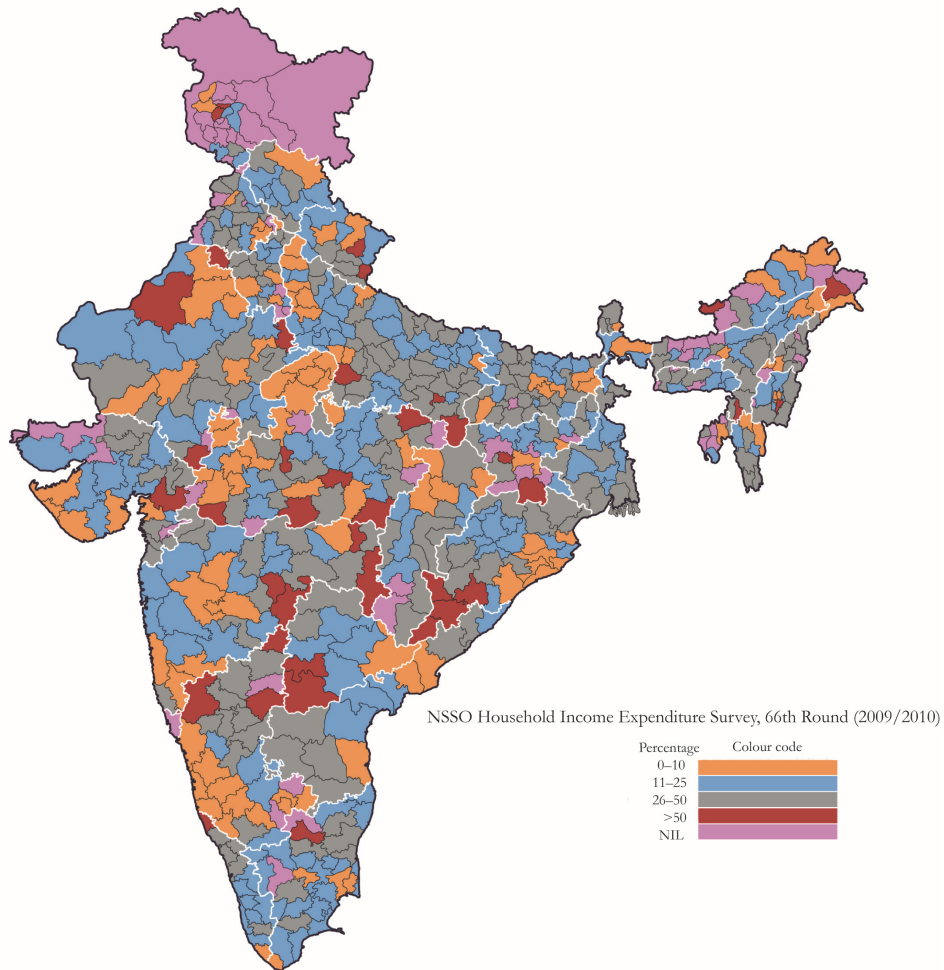 NSSO Household Income Expenditure Survey, 66th Round (2009/2010)
Percentage Colour code
0–10
11–25
26–50
>50
NIL